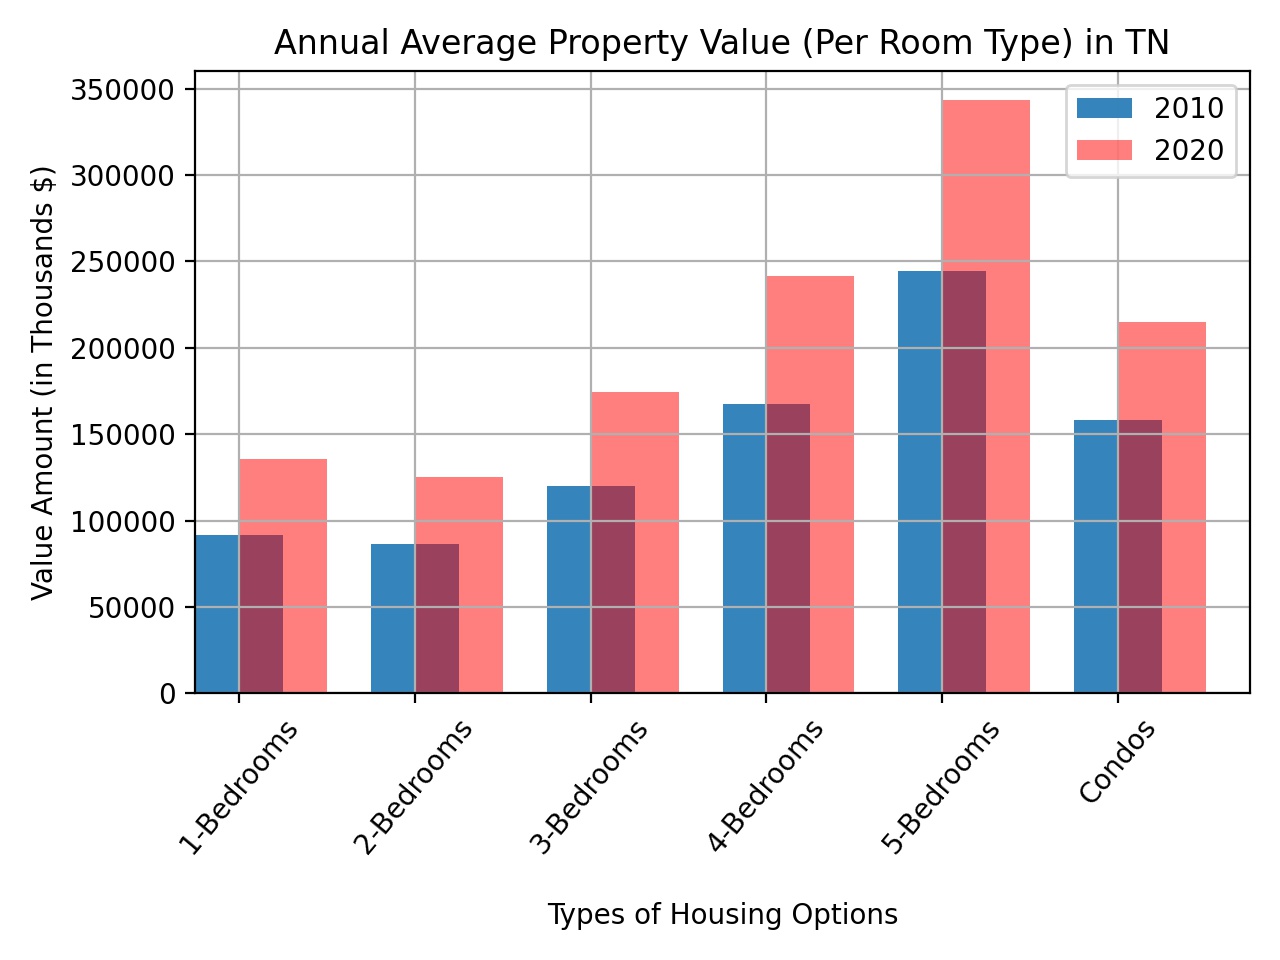 Annual Average Property Value (Per Room Type) in TN
2010
2020
Value Amount (in Thousands $)
350000
300000
250000
200000
150000
100000
50000
0
1-Bedrooms
2-Bedrooms
3-Bedrooms
4-Bedrooms
5-Bedrooms
Condos
Types of Housing Options